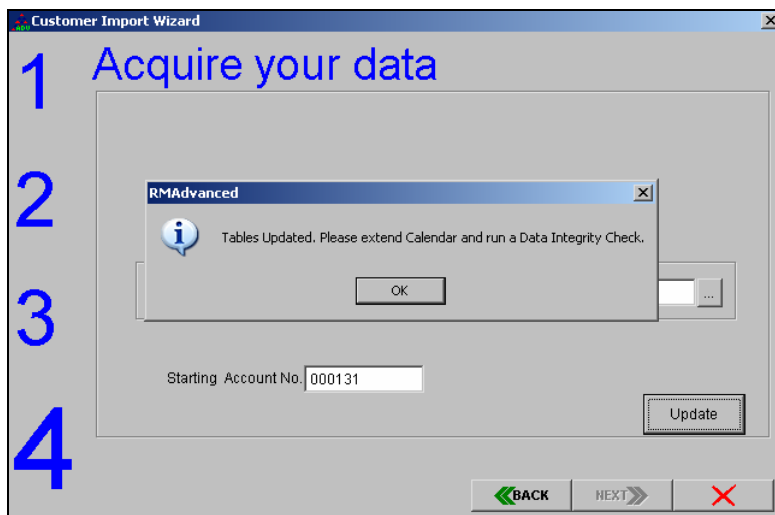 Customer Import Wizard
1
Acquire your data
2
RMAdvanced
Tables Updated. Please extend Calendar and run a Data Integrity Check.
OK
3
...
Starting Account No. 000131
Update
4
BACK
NEXT